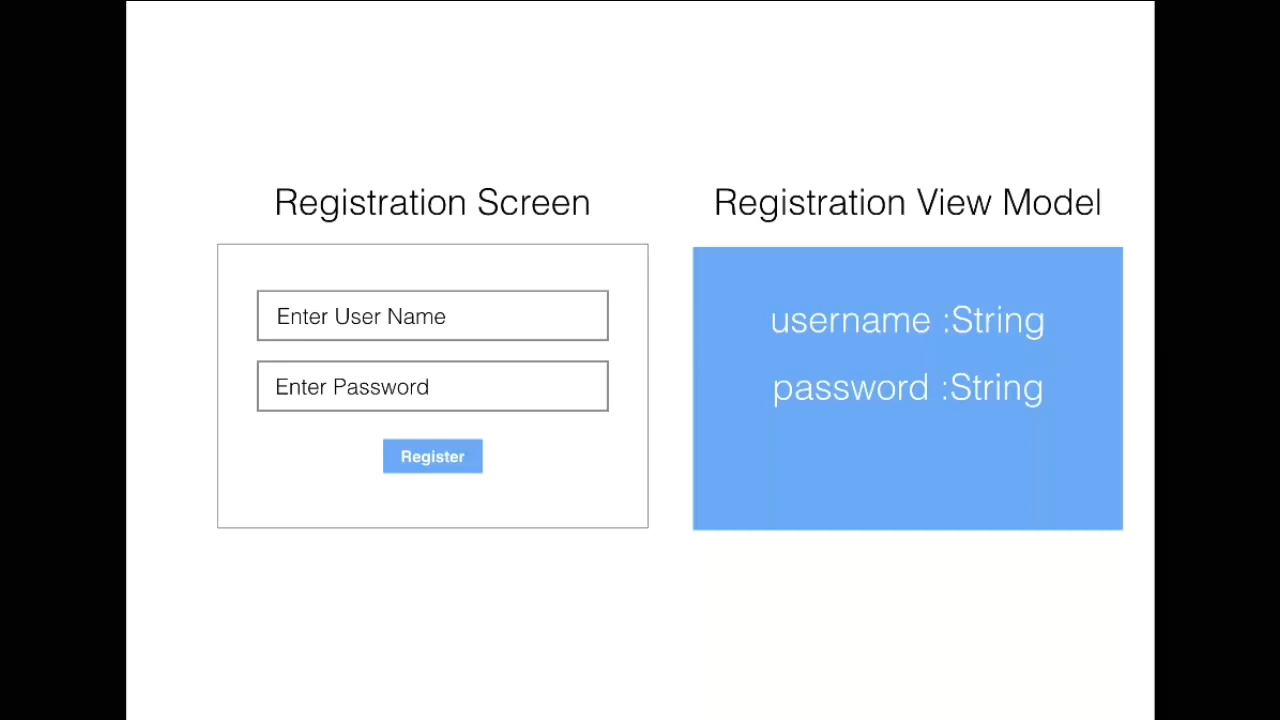 Registration Screen
Enter User Name
Enter Password
Register
Registration View Model
username :String
password :String